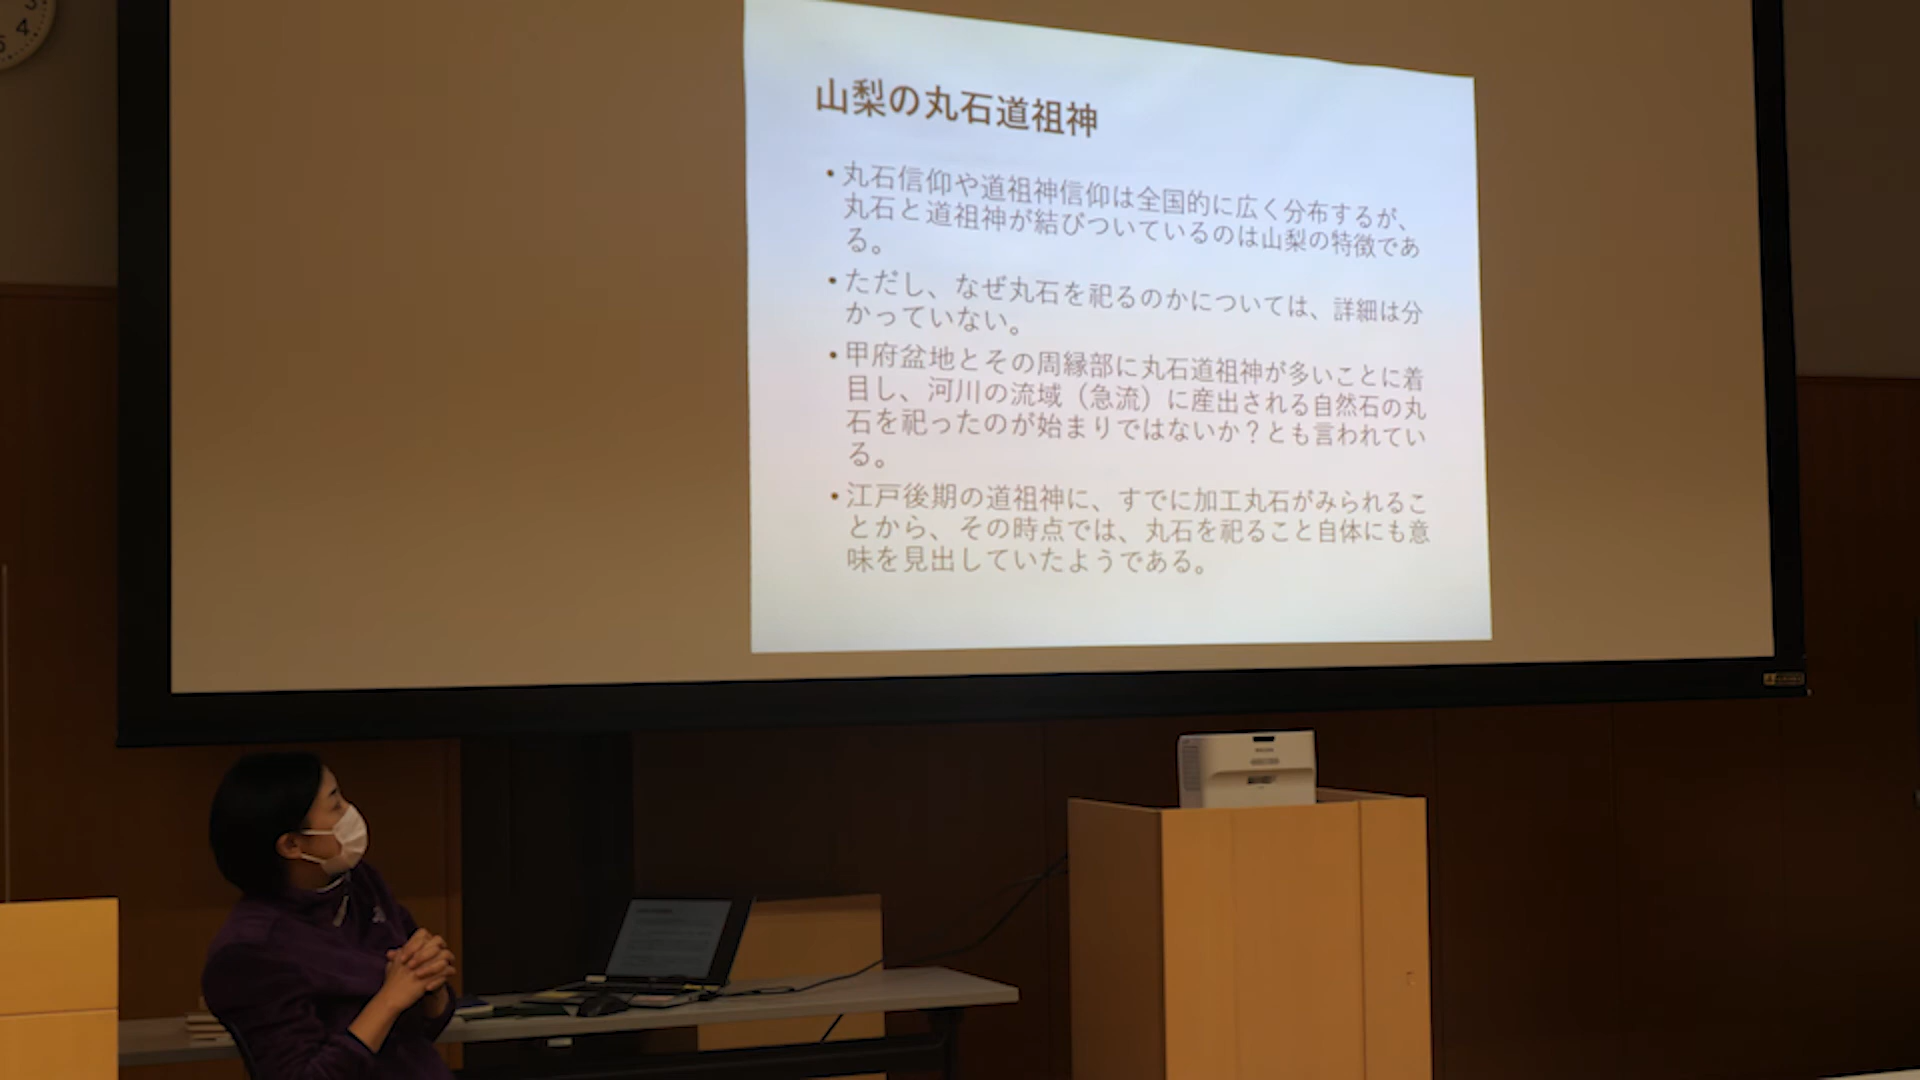 山梨の丸石道祖神
•丸石信仰や道祖神信仰は全国的に広く分布するが、
丸石と道祖神が結びついているのは山梨の特徴であ
る。
•ただし、なぜ丸石を祀るのかについては、詳細は分
かっていない。
•甲府盆地とその周縁部に丸石道祖神が多いことに着
目し、河川の流域（急流）に産出される自然石の丸
石を祀ったのが始まりではないか？とも言われてい
る。
•江戸後期の道祖神に、すでに加工丸石がみられるこ
とから、その時点では、丸石を祀ること自体にも意
味を見出していたようである。
3
4